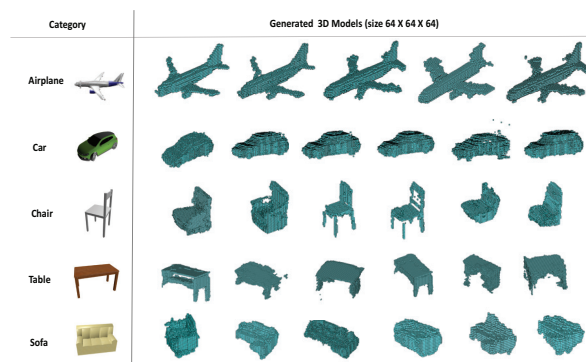 Category
Generated 3D Models (size 64 X 64 X 64)
Airplane
Car
Chair
Table
Sofa